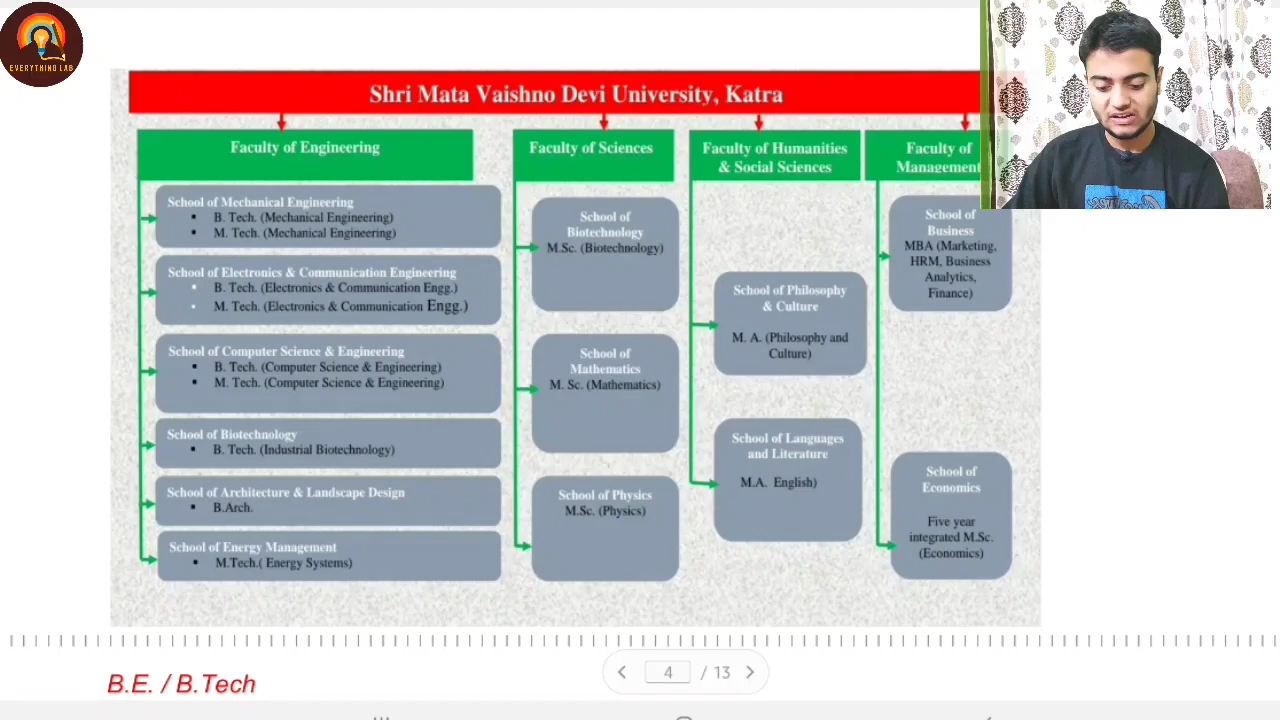 EVERYTHING LAB
Shri Mata Vaishno Devi University, Katra
Faculty of Engineering
School of Mechanical Engineering
▪ B. Tech. (Mechanical Engineering)
▪ M. Tech. (Mechanical Engineering)
School of Electronics & Communication Engineering
▪ B. Tech. (Electronics & Communication Engg.)
▪ M. Tech. (Electronics & Communication Engg.)
School of Computer Science & Engineering
▪ B. Tech. (Computer Science & Engineering)
▪ M. Tech. (Computer Science & Engineering)
School of Biotechnology
▪ B. Tech. (Industrial Biotechnology)
School of Architecture & Landscape Design
▪ B.Arch.
School of Energy Management
▪ M.Tech.( Energy Systems)
Faculty of Sciences
School of
Biotechnology
M.Sc. (Biotechnology)
School of
Mathematics
M. Sc. (Mathematics)
School of Physics
M.Sc. (Physics)
Faculty of Humanities
& Social Sciences
School of Philosophy
& Culture
M. A. (Philosophy and
Culture)
School of Languages
and Literature
M.A. English)
Faculty of
Management
School of
Business
MBA (Marketing,
HRM, Business
Analytics,
Finance)
School of
Economics
Five year
integrated M.Sc.
(Economics)
B.E. / B.Tech
4 / 13